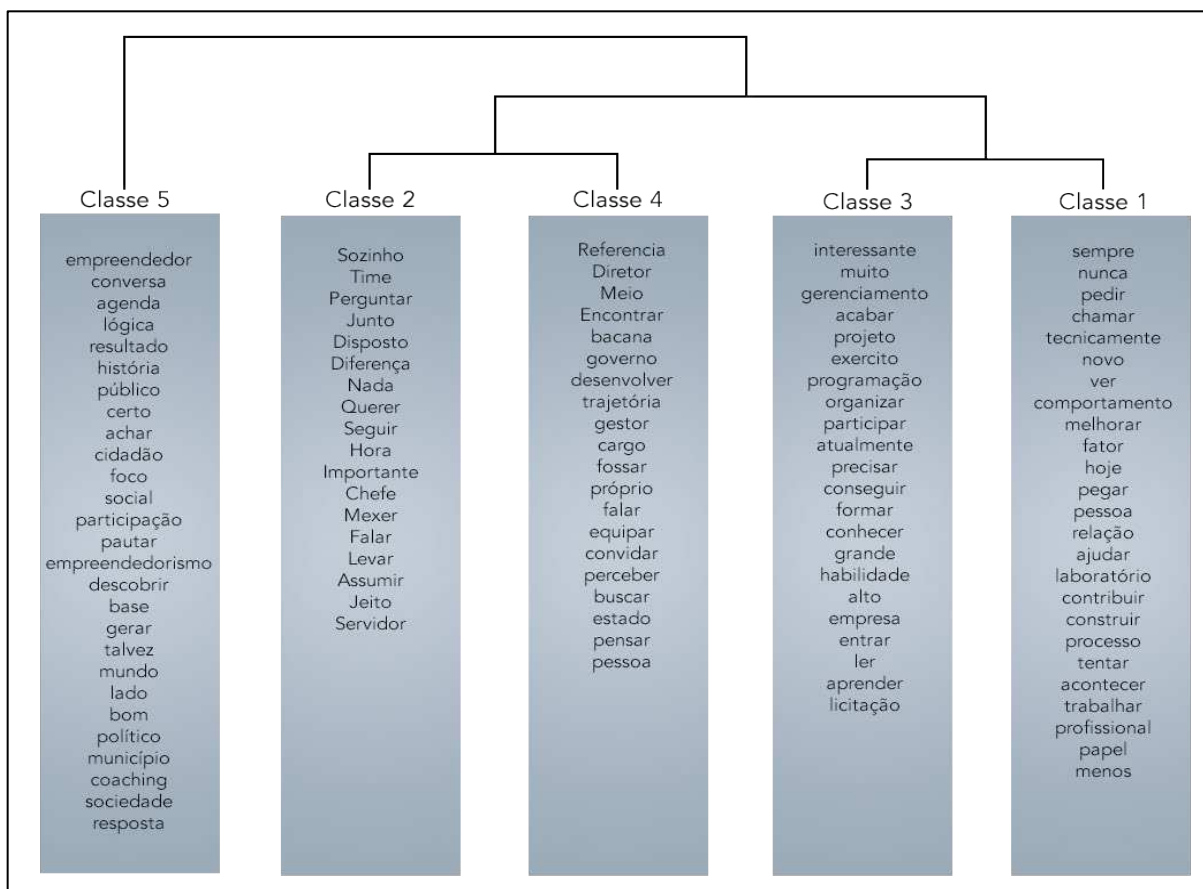 Classe 5
empreendedor
conversa
agenda
lógica
resultado
história
público
certo
achar
cidadão
foco
social
participação
pautar
empreendedorismo
descobrir
base
gerar
talvez
mundo
lado
bom
político
município
coaching
sociedade
resposta
Classe 2
Sozinho
Time
Perguntar
Junto
Disposto
Diferença
Nada
Querer
Seguir
Hora
Importante
Chefe
Mexer
Falar
Levar
Assumir
Jeito
Servidor
Classe 4
Referencia
Diretor
Meio
Encontrar
bacana
governo
desenvolver
trajetória
gestor
cargo
fossar
próprio
falar
equipar
convidar
perceber
buscar
estado
pensar
pessoa
Classe 3
interessante
muito
gerenciamento
acabar
projeto
exercito
programação
organizar
participar
atualmente
precisar
conseguir
formar
conhecer
grande
habilidade
alto
empresa
entrar
ler
aprender
licitação
Classe 1
sempre
nunca
pedir
chamar
tecnicamente
novo
ver
comportamento
melhorar
fator
hoje
pegar
pessoa
relação
ajudar
laboratório
contribuir
construir
processo
tentar
acontecer
trabalhar
profissional
papel
menos